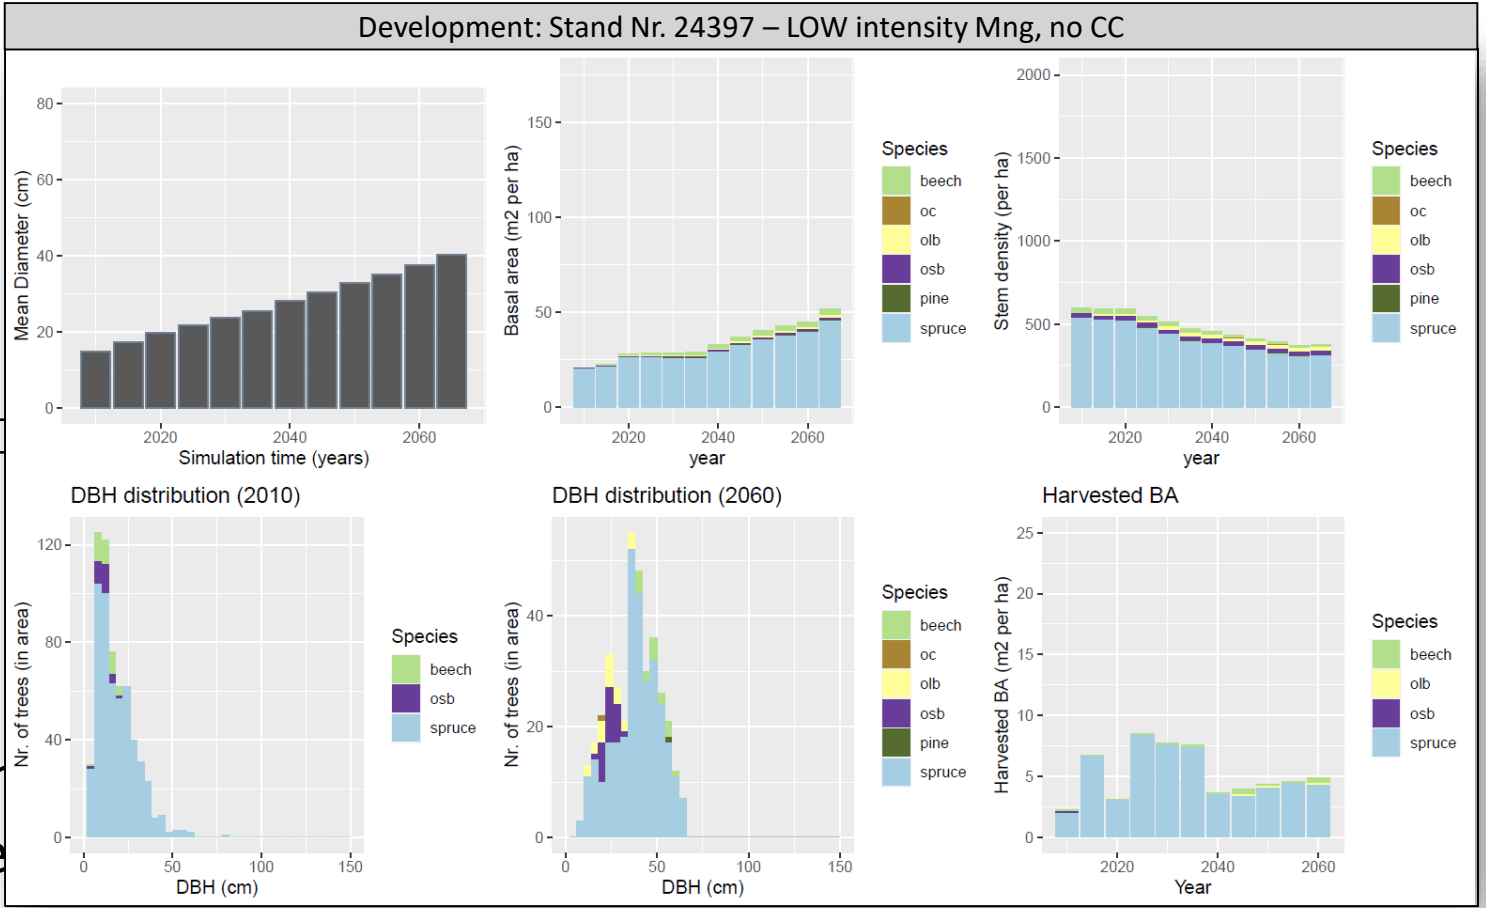 Development: Stand Nr. 24397 – LOW intensity Mng, no CC
80
60
40
20
0
Mean Diameter (cm)
2020 2040 2060
Simulation time (years)
150
100
50
0
Basal area (m2 per ha)
2020 2040 2060
year
Species
beech
oc
olb
osb
pine
spruce
2000
1500
1000
500
0
Stem density (per ha)
2020 2040 2060
year
Species
beech
oc
olb
osb
pine
spruce
DBH distribution (2010)
120
80
40
0
Nr. of trees (in area)
0 50 100 150
DBH (cm)
Species
beech
osb
spruce
DBH distribution (2060)
40
20
0
Nr. of trees (in area)
0 50 100 150
DBH (cm)
Species
beech
oc
olb
osb
pine
spruce
Harvested BA
25
20
15
10
5
0
Harvested BA (m2 per ha)
2020 2040 2060
Year
Species
beech
olb
osb
spruce